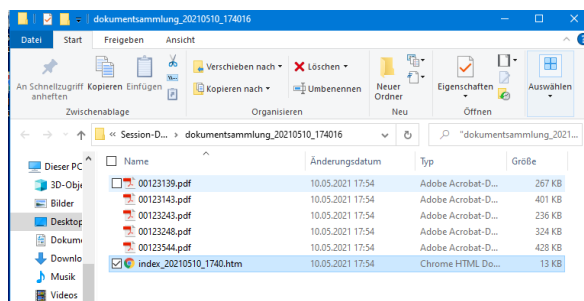 dokumentsammlung_20210510_174016
Datei Start Freigeben Ansicht
An Schnellzugriff anheften Kopieren Einfügen
Verschieben nach Löschen
Kopieren nach Umbenennen
Neuer Ordner
Eigenschaften
Auswählen
Zwischenablage Organisieren Neu Öffnen
« Session-D... › dokumentsammlung_20210510_174016 "dokumentsammlung_2021...
Name Änderungsdatum Typ Größe
Dieser PC
3D-Obje
Bilder
Desktop
Dokume
Downlo
Musik
Videos
00123139.pdf 10.05.2021 17:54 Adobe Acrobat-D... 267 KB
00123143.pdf 10.05.2021 17:54 Adobe Acrobat-D... 401 KB
00123243.pdf 10.05.2021 17:54 Adobe Acrobat-D... 236 KB
00123248.pdf 10.05.2021 17:54 Adobe Acrobat-D... 324 KB
00123544.pdf 10.05.2021 17:54 Adobe Acrobat-D... 428 KB
index_20210510_1740.htm 10.05.2021 17:54 Chrome HTML Do... 13 KB